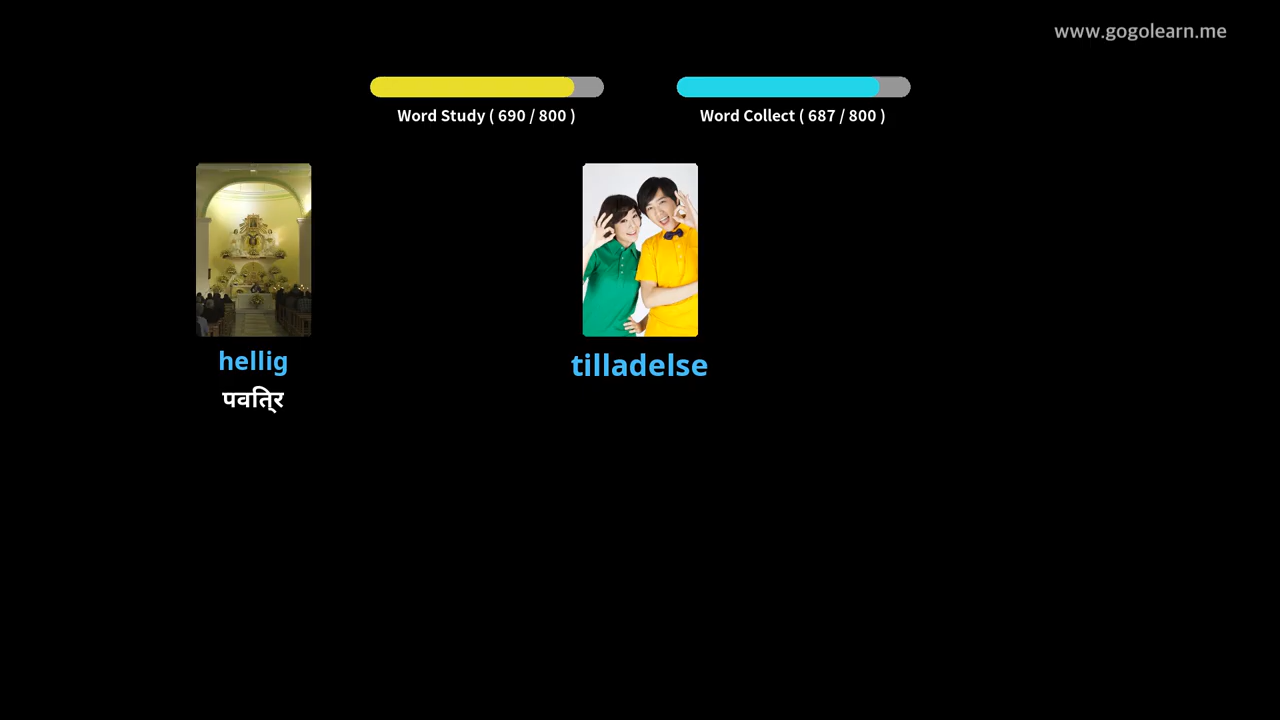 www.gogolearn.me
Word Study ( 690 / 800 )
Word Collect ( 687 / 800 )
hellig
tilladelse
पवित्र